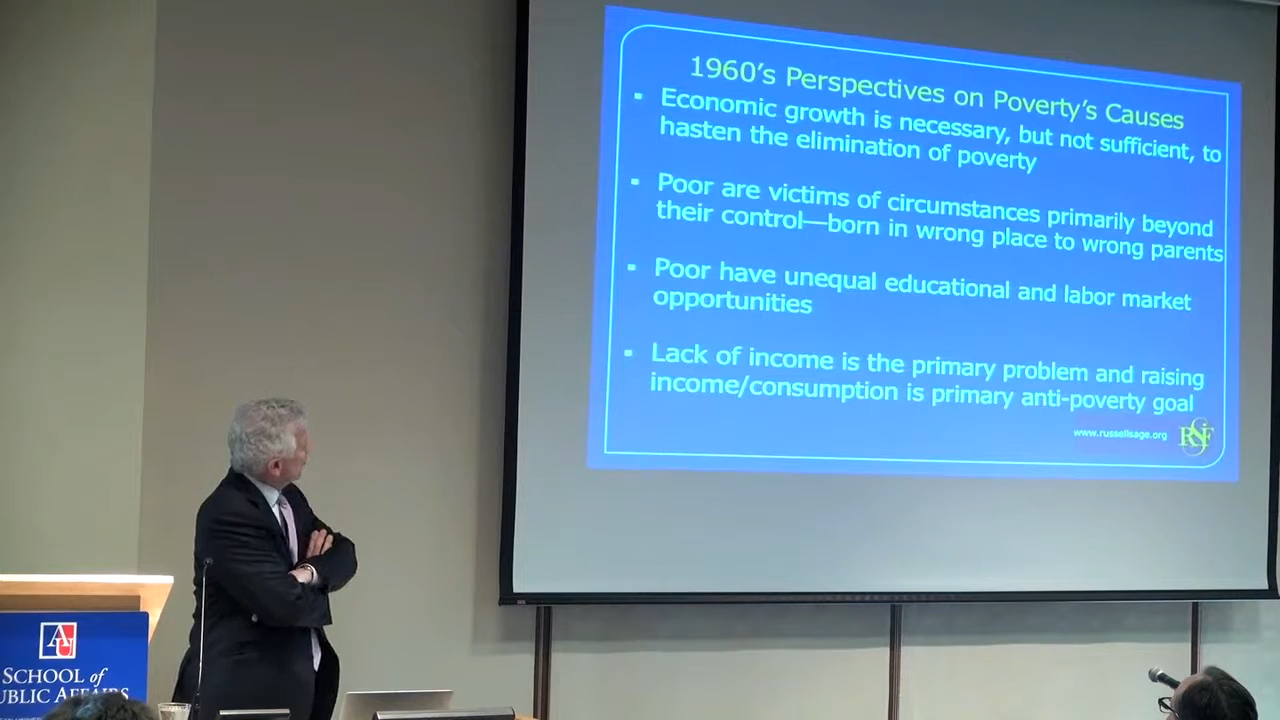 1960's Perspectives on Poverty's Causes
▪ Economic growth is necessary, but not sufficient, to
hasten the elimination of poverty
▪ Poor are victims of circumstances primarily beyond
their control—born in wrong place to wrong parents
▪ Poor have unequal educational and labor market
opportunities
▪ Lack of income is the primary problem and raising
income/consumption is primary anti-poverty goal
www.russellsage.org
RSF
AU
SCHOOL of
PUBLIC AFFAIRS